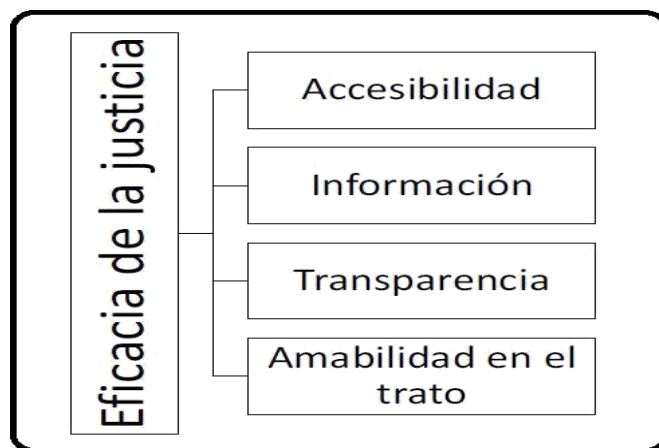 Eficacia de la justicia
Accesibilidad
Información
Transparencia
Amabilidad en el
trato